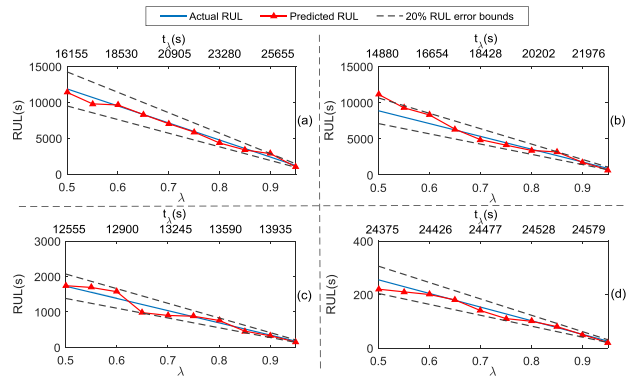 Actual RUL Predicted RUL 20% RUL error bounds
tλ(s)
16155 18530 20905 23280 25655
15000
10000
5000
0
RUL(s)
0.5 0.6 0.7 0.8 0.9
λ
(a)
tλ(s)
14880 16654 18428 20202 21976
15000
10000
5000
0
RUL(s)
0.5 0.6 0.7 0.8 0.9
λ
(b)
tλ(s)
12555 12900 13245 13590 13935
3000
2000
1000
0
RUL(s)
0.5 0.6 0.7 0.8 0.9
λ
(c)
tλ(s)
24375 24426 24477 24528 24579
400
200
0
RUL(s)
0.5 0.6 0.7 0.8 0.9
λ
(d)